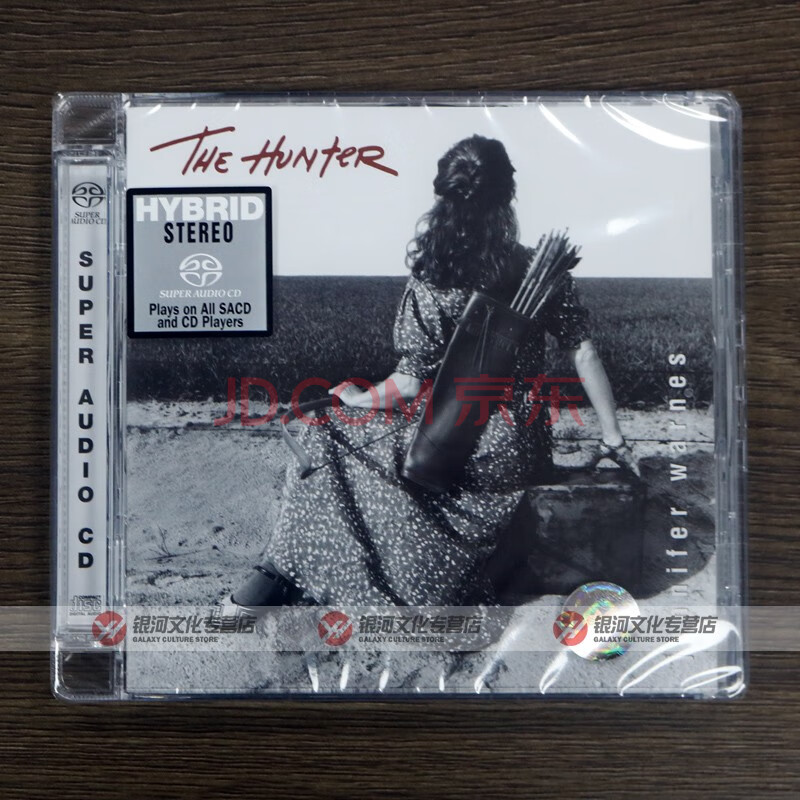 THE HUNTER
HYBRID
STEREO
SUPER AUDIO CD
Plays on All SACD
and CD Players
SUPER
AUDIO CD
SUPER AUDIO CD
JD.COM 京东
warnes
银河文化专营店
GALAXY CULTURE STORE
银河文化专营店
GALAXY CULTURE STORE
银河文化专营店
GALAXY CULTURE STORE